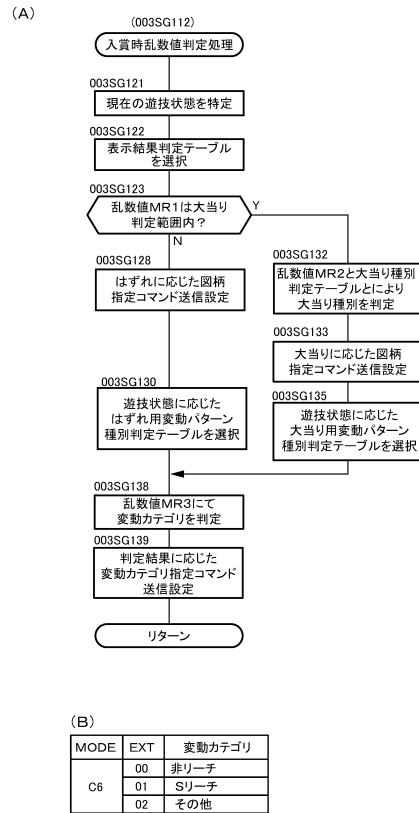 (A)
(003SG112)
入賞時乱数値判定処理
003SG121
現在の遊技状態を特定
003SG122
表示結果判定テーブル
を選択
003SG123
乱数値MR1は大当り
判定範囲内?
Y
N
003SG128
はずれに応じた図柄
指定コマンド送信設定
003SG132
乱数値MR2と大当り種別
判定テーブルとにより
大当り種別を判定
003SG133
大当りに応じた図柄
指定コマンド送信設定
003SG130
遊技状態に応じた
はずれ用変動パターン
種別判定テーブルを選択
003SG135
遊技状態に応じた
大当り用変動パターン
種別判定テーブルを選択
003SG138
乱数値MR3にて
変動カテゴリを判定
003SG139
判定結果に応じた
変動カテゴリ指定コマンド
送信設定
リターン
(B)
MODE EXT 変動カテゴリ
C6 00 非リーチ
01 Sリーチ
02 その他